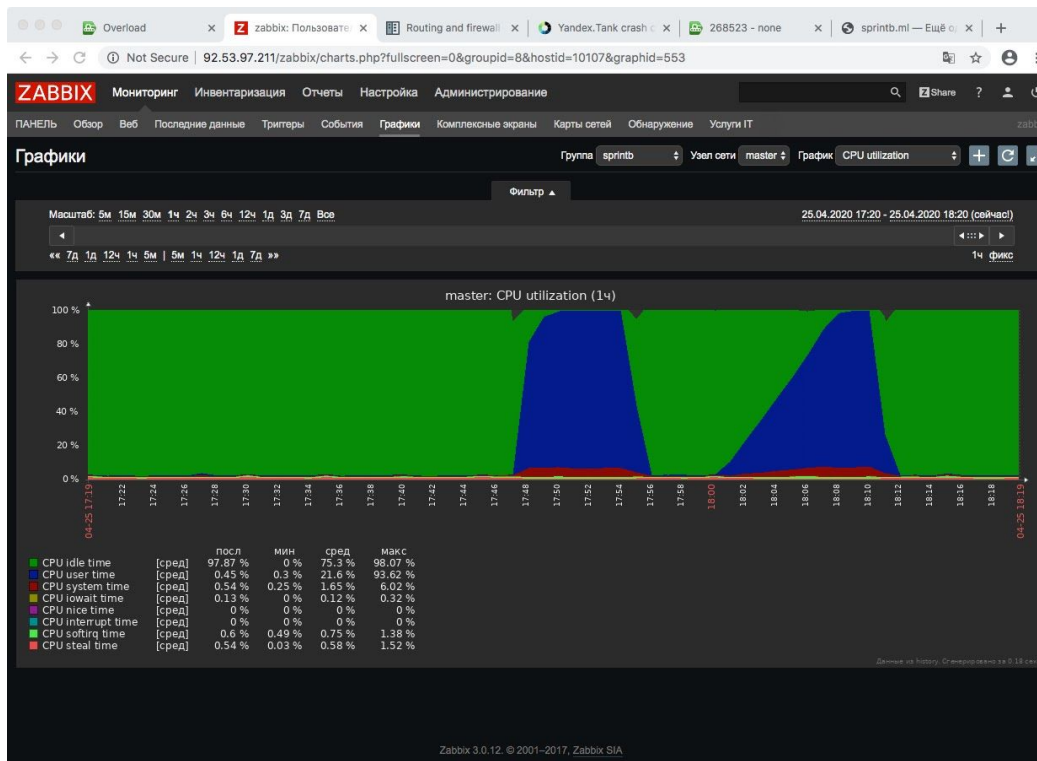 Overload
zabbix: Пользовате
Routing and firewal
Yandex.Tank crash c
268523 - none
sprintb.ml — Ещё о
Not Secure | 92.53.97.211/zabbix/charts.php?fullscreen=0&groupid=8&hostid=10107&graphid=553
ZABBIX Мониторинг Инвентаризация Отчеты Настройка Администрирование Z Share ?
ПАНЕЛЬ Обзор Веб Последние данные Триггеры События Графики Комплексные экраны Карты сетей Обнаружение Услуги IT zabb
Графики Группа sprintb Узел сети master График CPU utilization
Фильтр ▲
Масштаб: 5м 15м 30м 1ч 2ч 3ч 6ч 12ч 1д 3д 7д Все 25.04.2020 17:20 - 25.04.2020 18:20 (сейчас!)
«« 7д 1д 12ч 1ч 5м | 5м 1ч 12ч 1д 7д »» 1ч фикс
master: CPU utilization (1ч)
100 %
80 %
60 %
40 %
20 %
0 %
04-25 17:19 17:22 17:24 17:26 17:28 17:30 17:32 17:34 17:36 17:38 17:40 17:42 17:44 17:46 17:48 17:50 17:52 17:54 17:56 17:58 18:00 18:02 18:04 18:06 18:08 18:10 18:12 18:14 18:16 18:18 04-25 18:19
посл мин сред макс
CPU idle time [сред] 97.87 % 0 % 75.3 % 98.07 %
CPU user time [сред] 0.45 % 0.3 % 21.6 % 93.62 %
CPU system time [сред] 0.54 % 0.25 % 1.65 % 6.02 %
CPU iowait time [сред] 0.13 % 0 % 0.12 % 0.32 %
CPU nice time [сред] 0 % 0 % 0 % 0 %
CPU interrupt time [сред] 0 % 0 % 0 % 0 %
CPU softirq time [сред] 0.6 % 0.49 % 0.75 % 1.38 %
CPU steal time [сред] 0.54 % 0.03 % 0.58 % 1.52 %
Данные из history. Сгенерировано за 0.18 сек
Zabbix 3.0.12. © 2001–2017, Zabbix SIA